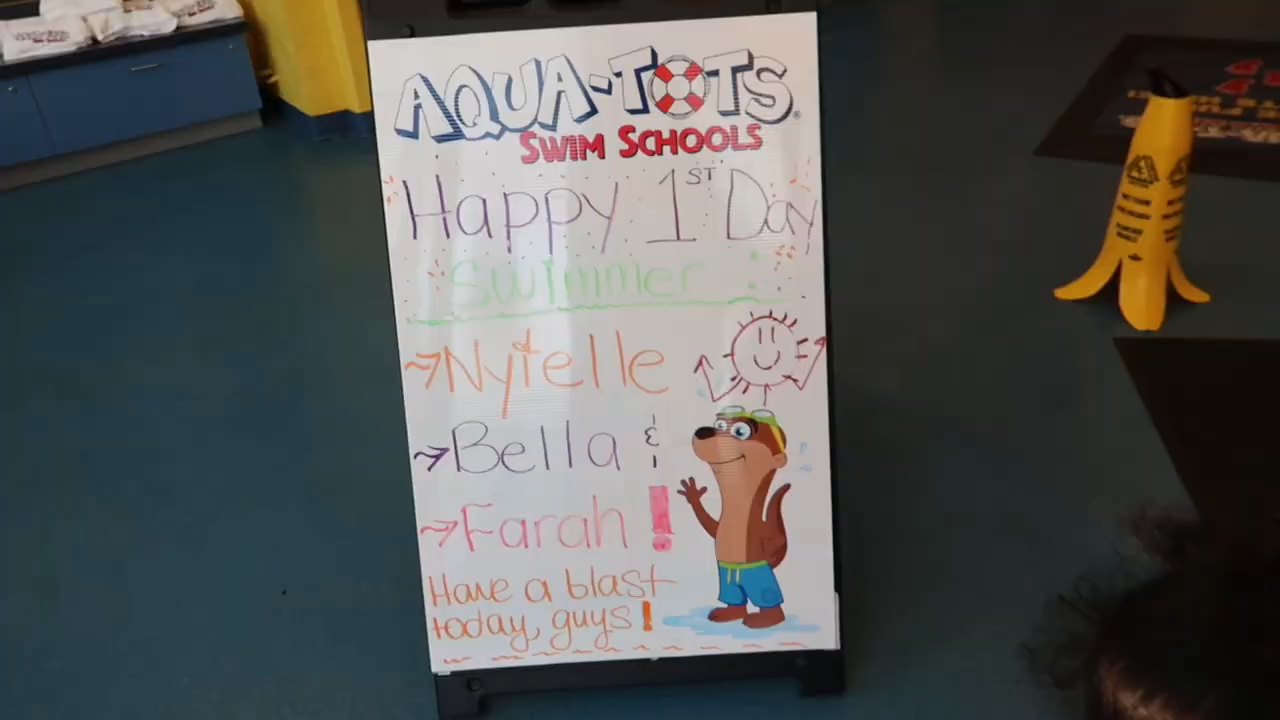 AQUA-TOTS®
SWIM SCHOOLS
Happy 1ST Day
Swimmer :
Nytelle
Bella &
Farah!
Have a blast
today, guys!